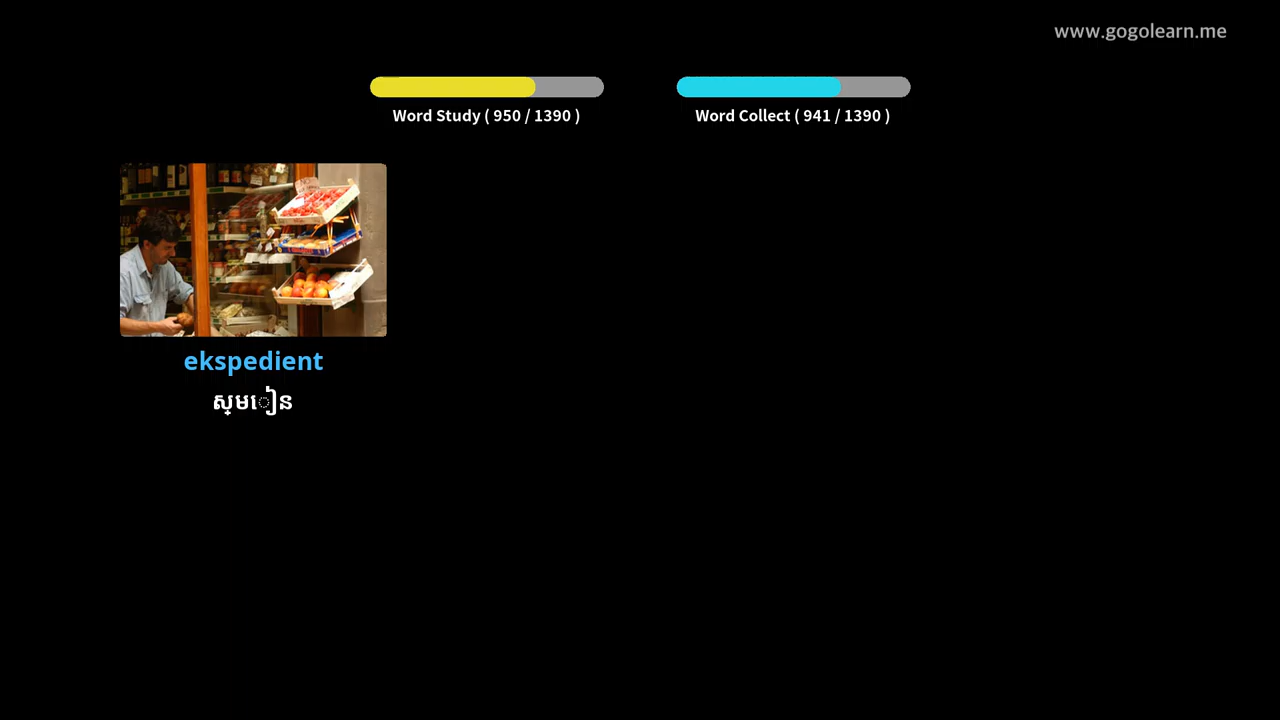 www.gogolearn.me
Word Study ( 950 / 1390 )
Word Collect ( 941 / 1390 )
ekspedient
ស្មៀន